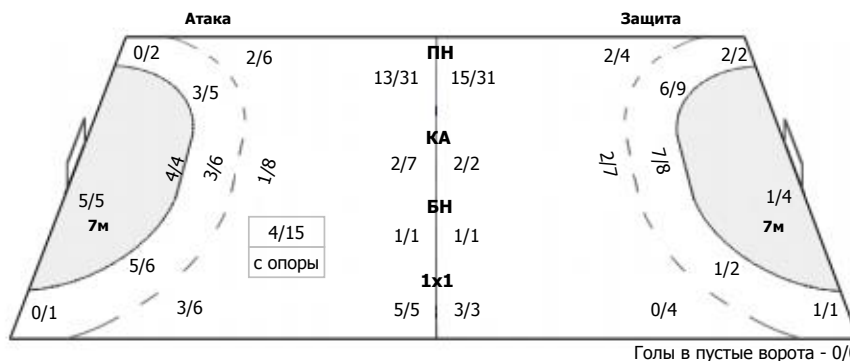 Атака Защита
0/2 2/6 ПН 2/4 2/2
3/5 13/31 15/31 6/9
КА
4/4 3/6 1/8 2/7 2/2 2/7 7/8
5/5 1/4
7м БН 7м
4/15 1/1 1/1
с опоры
5/6 1/2
1x1
0/1 3/6 5/5 3/3 0/4 1/1
Голы в пустые ворота - 0/